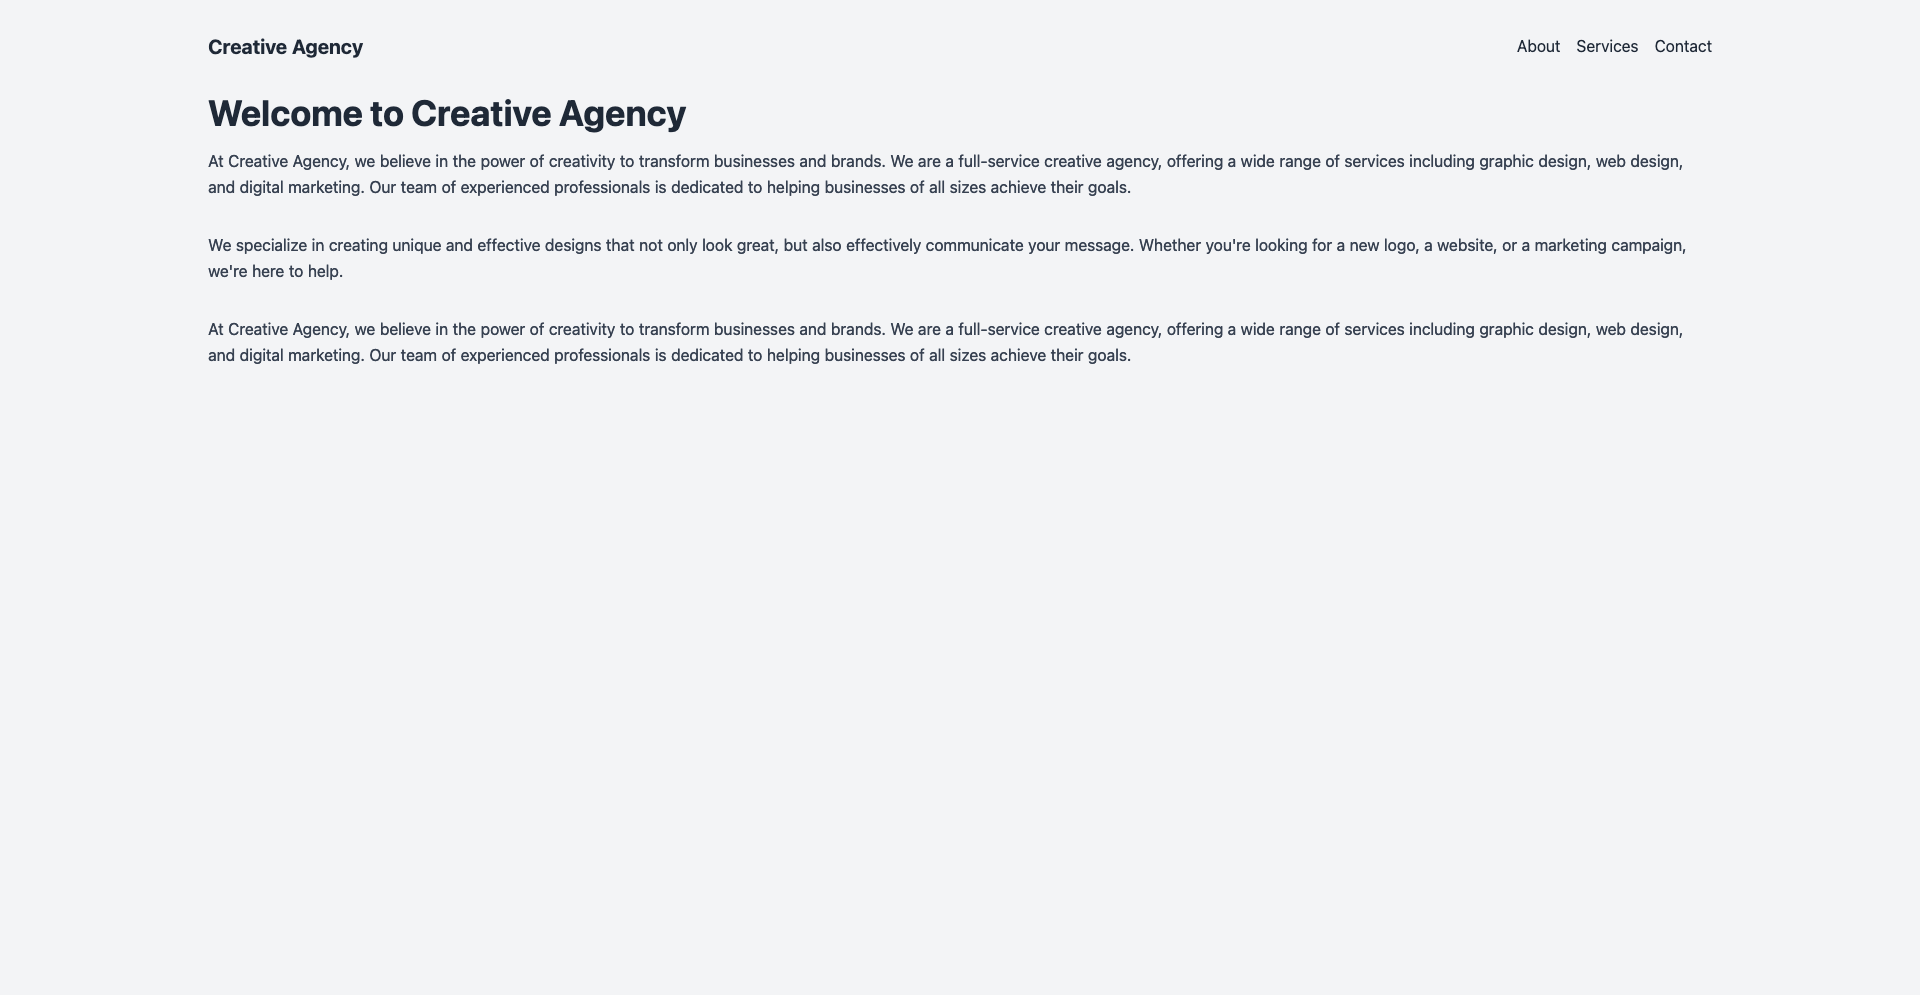 Creative Agency
About Services Contact
Welcome to Creative Agency
At Creative Agency, we believe in the power of creativity to transform businesses and brands. We are a full-service creative agency, offering a wide range of services including graphic design, web design,
and digital marketing. Our team of experienced professionals is dedicated to helping businesses of all sizes achieve their goals.
We specialize in creating unique and effective designs that not only look great, but also effectively communicate your message. Whether you're looking for a new logo, a website, or a marketing campaign,
we're here to help.
At Creative Agency, we believe in the power of creativity to transform businesses and brands. We are a full-service creative agency, offering a wide range of services including graphic design, web design,
and digital marketing. Our team of experienced professionals is dedicated to helping businesses of all sizes achieve their goals.